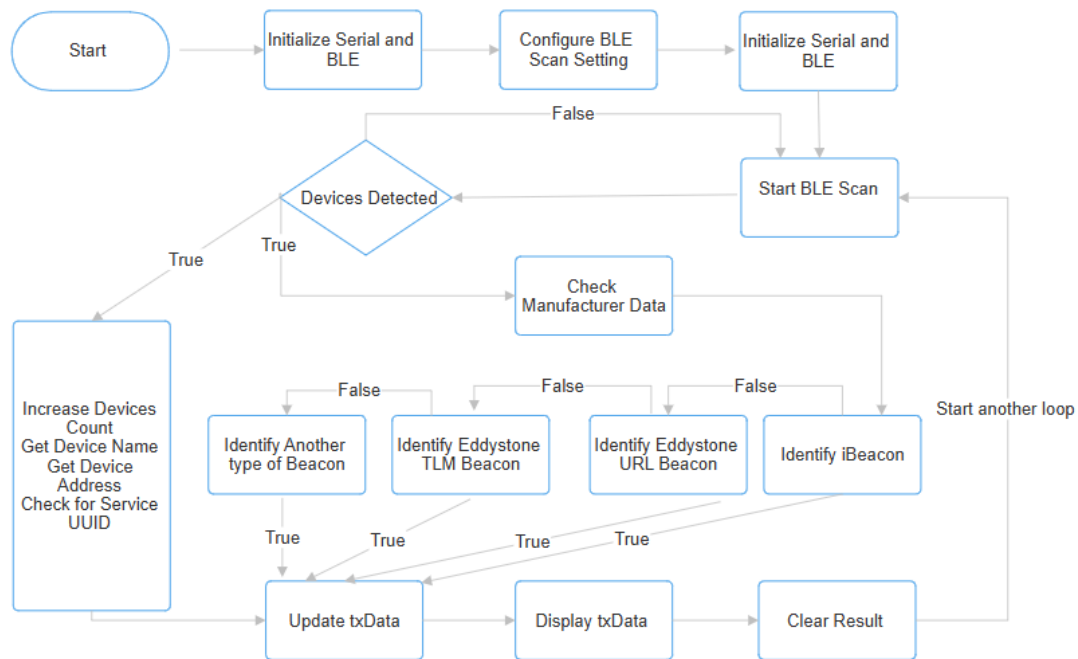 Start
Initialize Serial and
BLE
Configure BLE
Scan Setting
Initialize Serial and
BLE
False
Devices Detected
Start BLE Scan
True
True
Check
Manufacturer Data
Increase Devices
Count
Get Device Name
Get Device
Address
Check for Service
UUID
False
False
False
Start another loop
Identify Another
type of Beacon
Identify Eddystone
TLM Beacon
Identify Eddystone
URL Beacon
Identify iBeacon
True
True
True
True
Update txData
Display txData
Clear Result